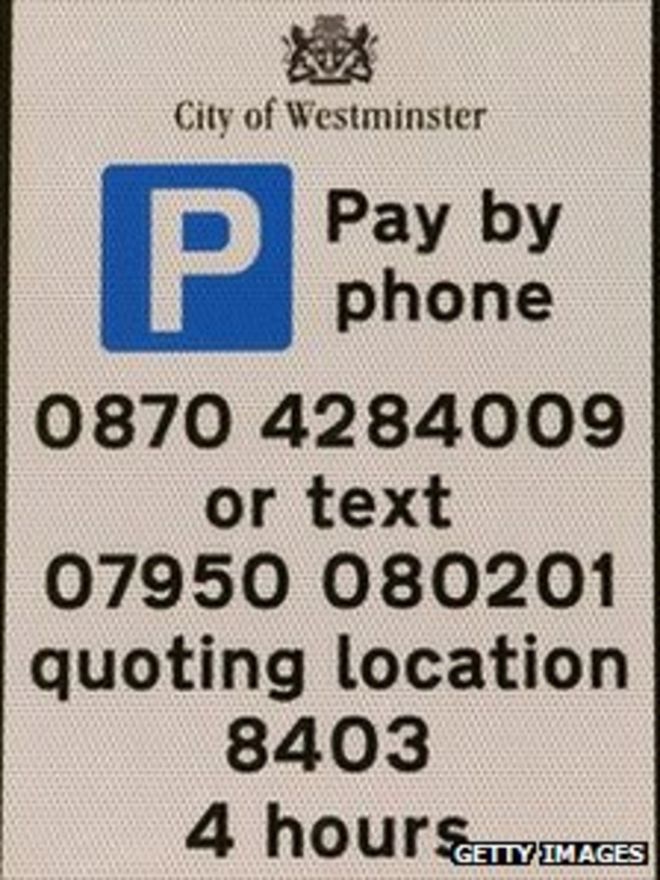 City of Westminster
P
Pay by
phone
0870 4284009
or text
07950 080201
quoting location
8403
4 hours
GETTY IMAGES